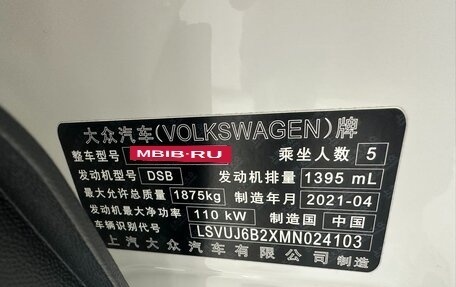 大众汽车(VOLKSWAGEN)牌
整车型号 MBIB.RU 乘坐人数 5
发动机型号 DSB 发动机排量 1395 mL
最大允许总质量 1875kg 制造年月 2021-04
发动机最大净功率 110 kW 制造国 中国
车辆识别代号 LSVUJ6B2XMN024103
上汽大众汽车有限公司 制造